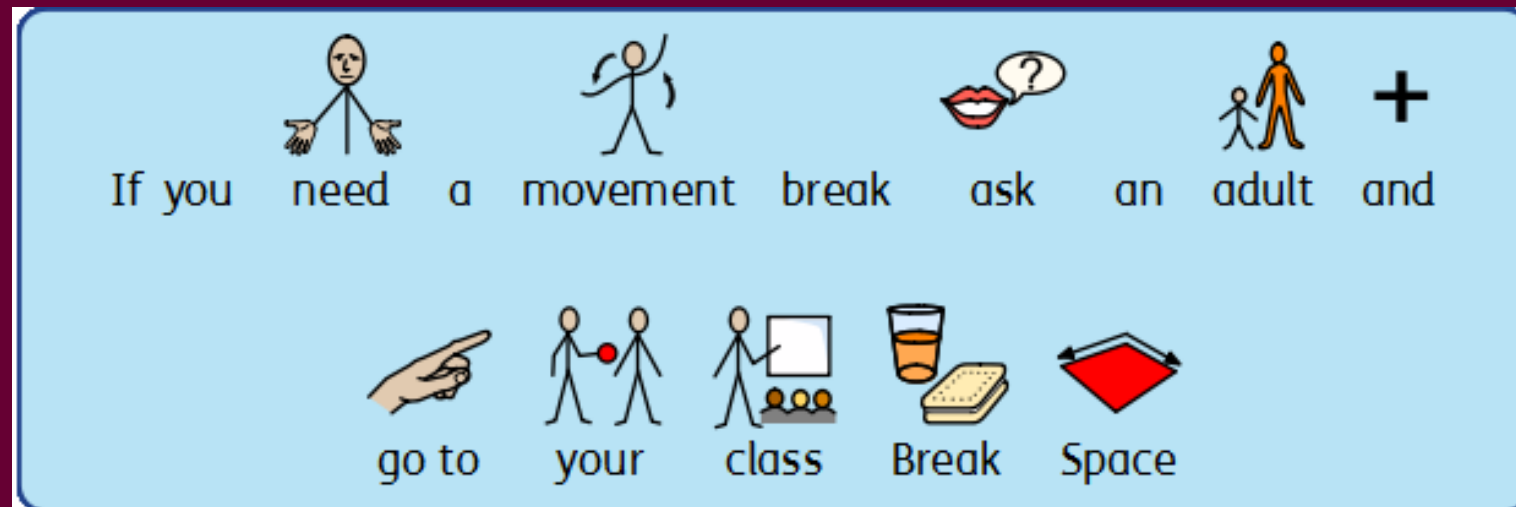 If you need a movement break ask an adult and
go to your class Break Space